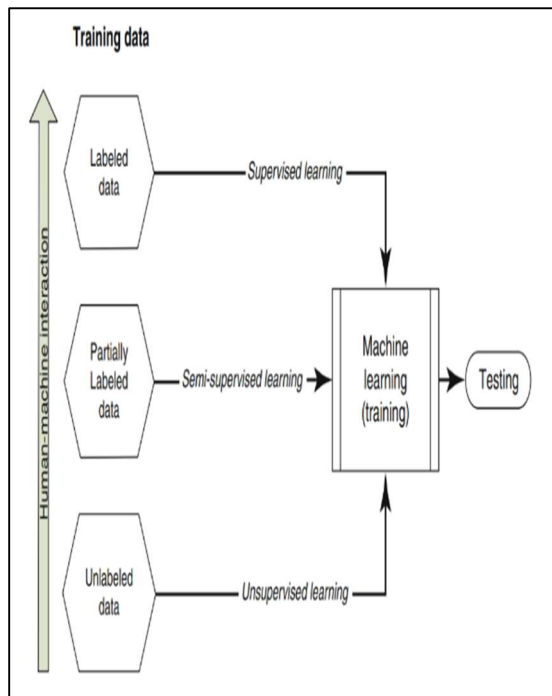 Training data
Labeled
data
Supervised learning
Human-machine interaction
Partially
Labeled
data
Semi-supervised learning
Machine
learning
(training)
Testing
Unlabeled
data
Unsupervised learning